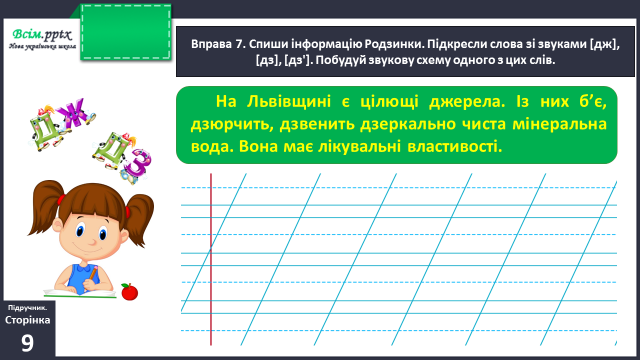 Всім.pptx
Нова українська школа
Вправа 7. Спиши інформацію Родзинки. Підкресли слова зі звуками [дж],
[дз], [дз']. Побудуй звукову схему одного з цих слів.
На Львівщині є цілющі джерела. Із них б’є,
дзюрчить, дзвенить дзеркально чиста мінеральна
вода. Вона має лікувальні властивості.
ДЖ
ДЗ
Підручник.
Сторінка
9